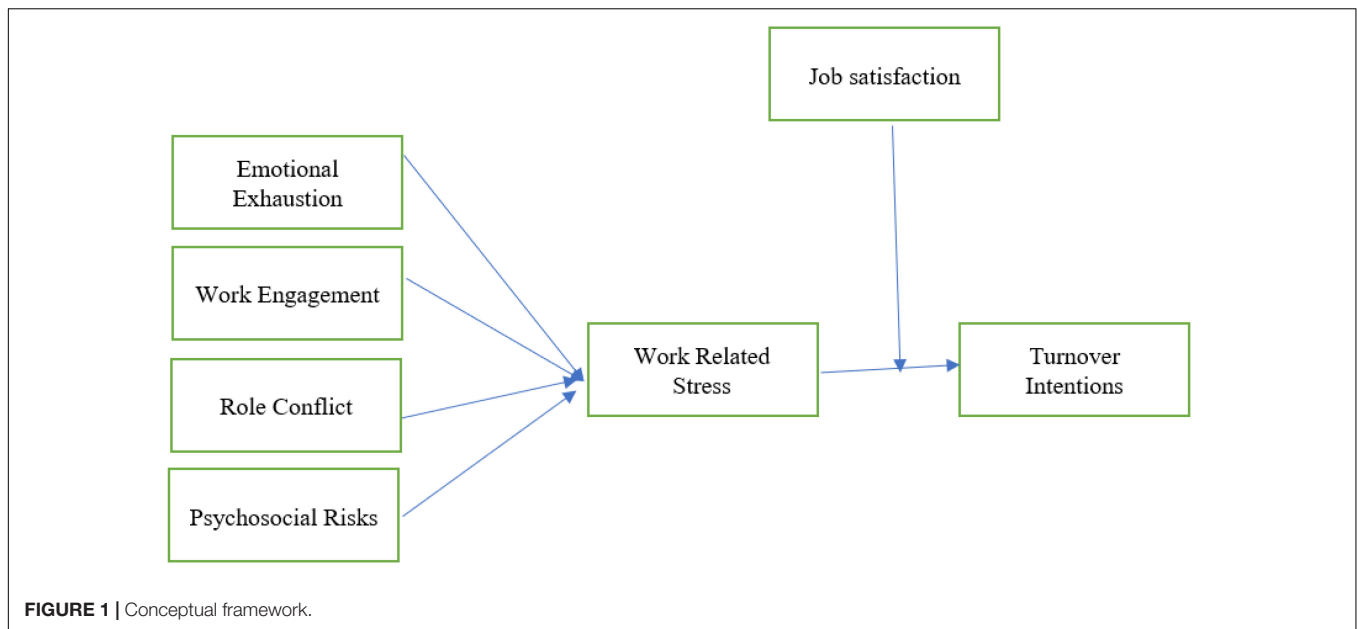 Job satisfaction
Emotional
Exhaustion
Work Engagement
Role Conflict
Psychosocial Risks
Work Related
Stress
Turnover
Intentions
FIGURE 1 | Conceptual framework.